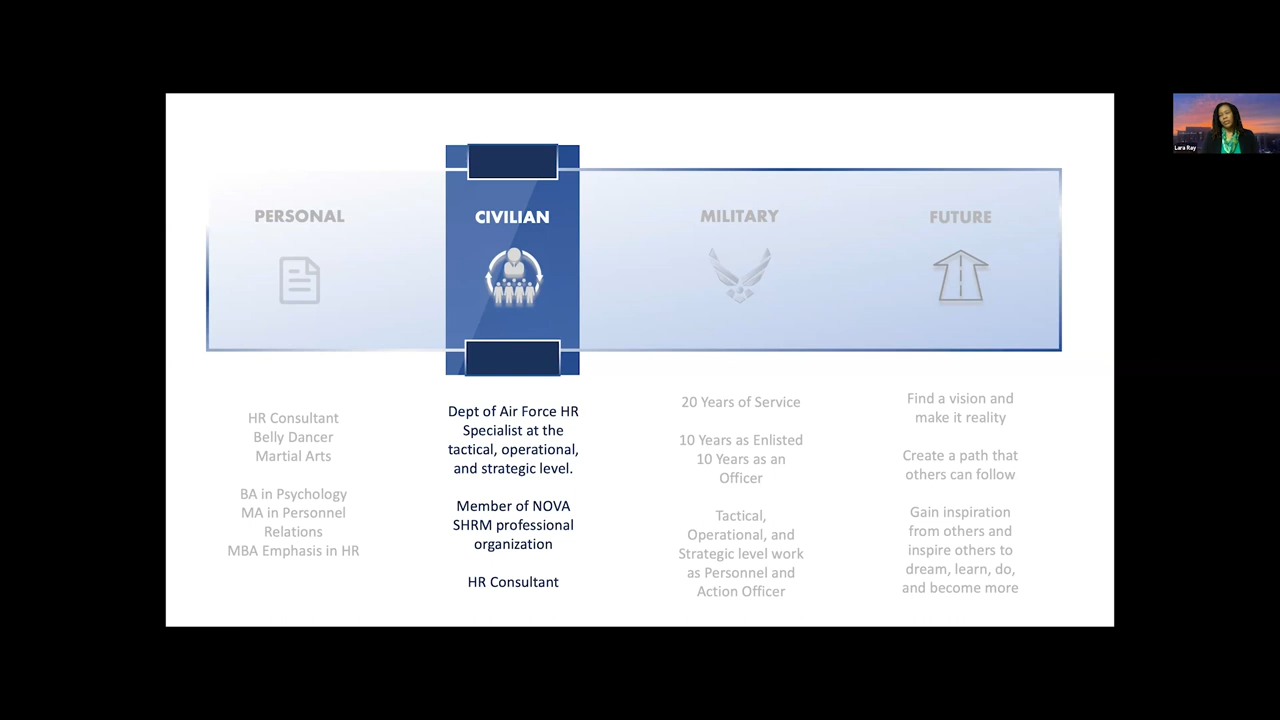 PERSONAL
CIVILIAN
MILITARY
FUTURE
HR Consultant
Belly Dancer
Martial Arts
BA in Psychology
MA in Personnel
Relations
MBA Emphasis in HR
Dept of Air Force HR
Specialist at the
tactical, operational,
and strategic level.
Member of NOVA
SHRM professional
organization
HR Consultant
20 Years of Service
10 Years as Enlisted
10 Years as an
Officer
Tactical,
Operational, and
Strategic level work
as Personnel and
Action Officer
Find a vision and
make it reality
Create a path that
others can follow
Gain inspiration
from others and
inspire others to
dream, learn, do,
and become more
Lara Ray